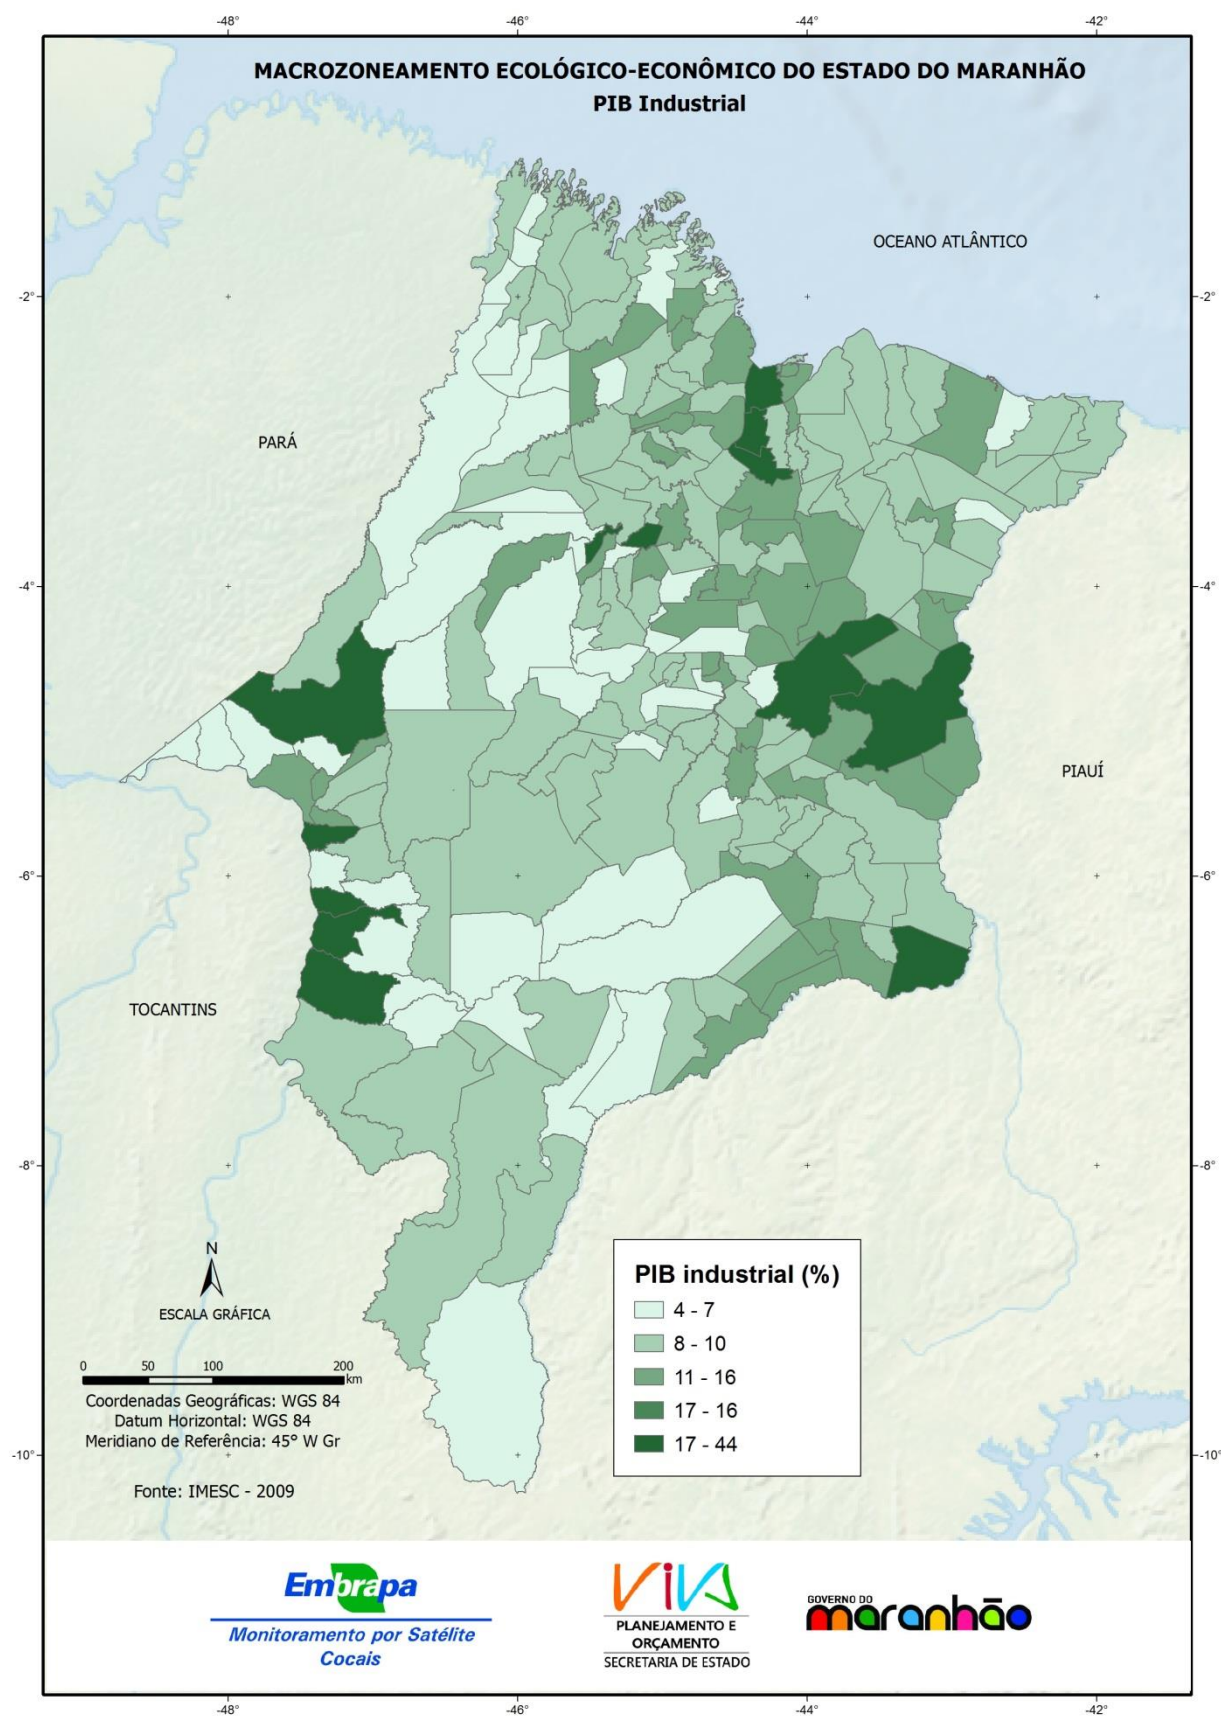 -48°
-46°
-44°
-42°
MACROZONEAMENTO ECOLÓGICO-ECONÔMICO DO ESTADO DO MARANHÃO
PIB Industrial
OCEANO ATLÂNTICO
-2°
-2°
PARÁ
-4°
-4°
PIAUÍ
-6°
-6°
TOCANTINS
-8°
-8°
N
ESCALA GRÁFICA
0 50 100 200
km
Coordenadas Geográficas: WGS 84
Datum Horizontal: WGS 84
Meridiano de Referência: 45° W Gr
Fonte: IMESC - 2009
PIB industrial (%)
4 - 7
8 - 10
11 - 16
17 - 16
17 - 44
-10°
-10°
Embrapa
Monitoramento por Satélite
Cocais
VIVA
PLANEJAMENTO E
ORÇAMENTO
SECRETARIA DE ESTADO
GOVERNO DO
maranhão
-48°
-46°
-44°
-42°